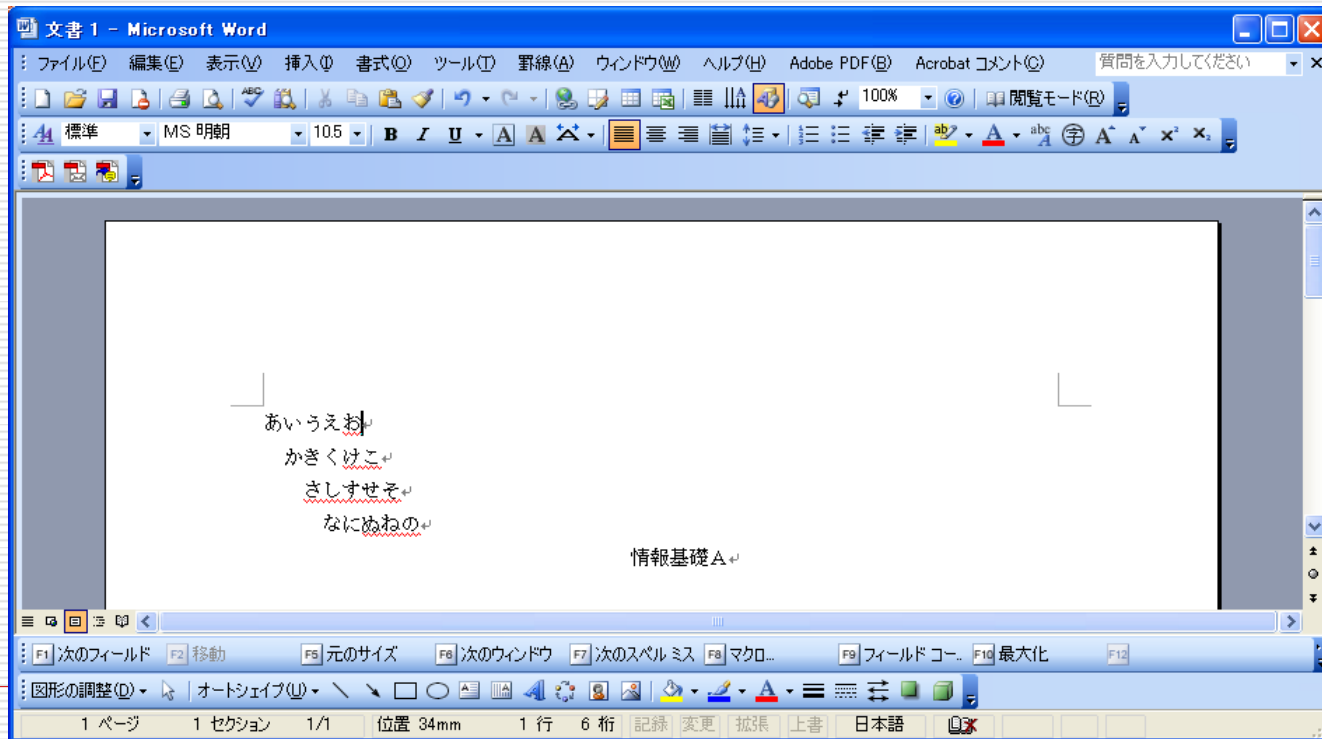 文書 1 - Microsoft Word
ファイル(F) 編集(E) 表示(V) 挿入(I) 書式(O) ツール(T) 罫線(A) ウィンドウ(W) ヘルプ(H) Adobe PDF(B) Acrobat コメント(C) 質問を入力してください
100% 閲覧モード(R)
標準 MS 明朝 10.5 B I U A A A abc A 字 A A x² x₂
あいうえお
かきくけこ
さしすせそ
なにぬねの
情報基礎A
F1 次のフィールド F2 移動 F5 元のサイズ F6 次のウィンドウ F7 次のスペル ミス F8 マクロ... F9 フィールド コー.. F10 最大化 F12
図形の調整(D) オートシェイプ(U) A
1 ページ 1 セクション 1/1 位置 34mm 1 行 6 桁 記録 変更 拡張 上書 日本語